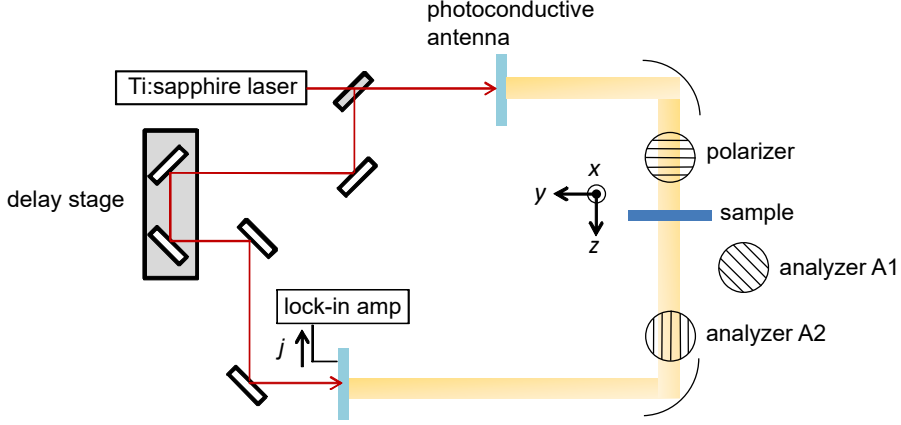 photoconductive
antenna
Ti:sapphire laser
polarizer
delay stage
x
y
z
sample
analyzer A1
lock-in amp
j
analyzer A2